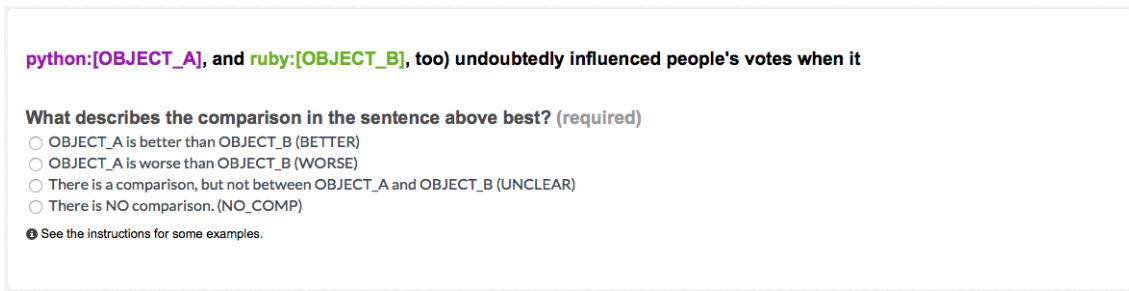 python:[OBJECT_A], and ruby:[OBJECT_B], too) undoubtedly influenced people's votes when it
What describes the comparison in the sentence above best? (required)
OBJECT_A is better than OBJECT_B (BETTER)
OBJECT_A is worse than OBJECT_B (WORSE)
There is a comparison, but not between OBJECT_A and OBJECT_B (UNCLEAR)
There is NO comparison. (NO_COMP)
See the instructions for some examples.